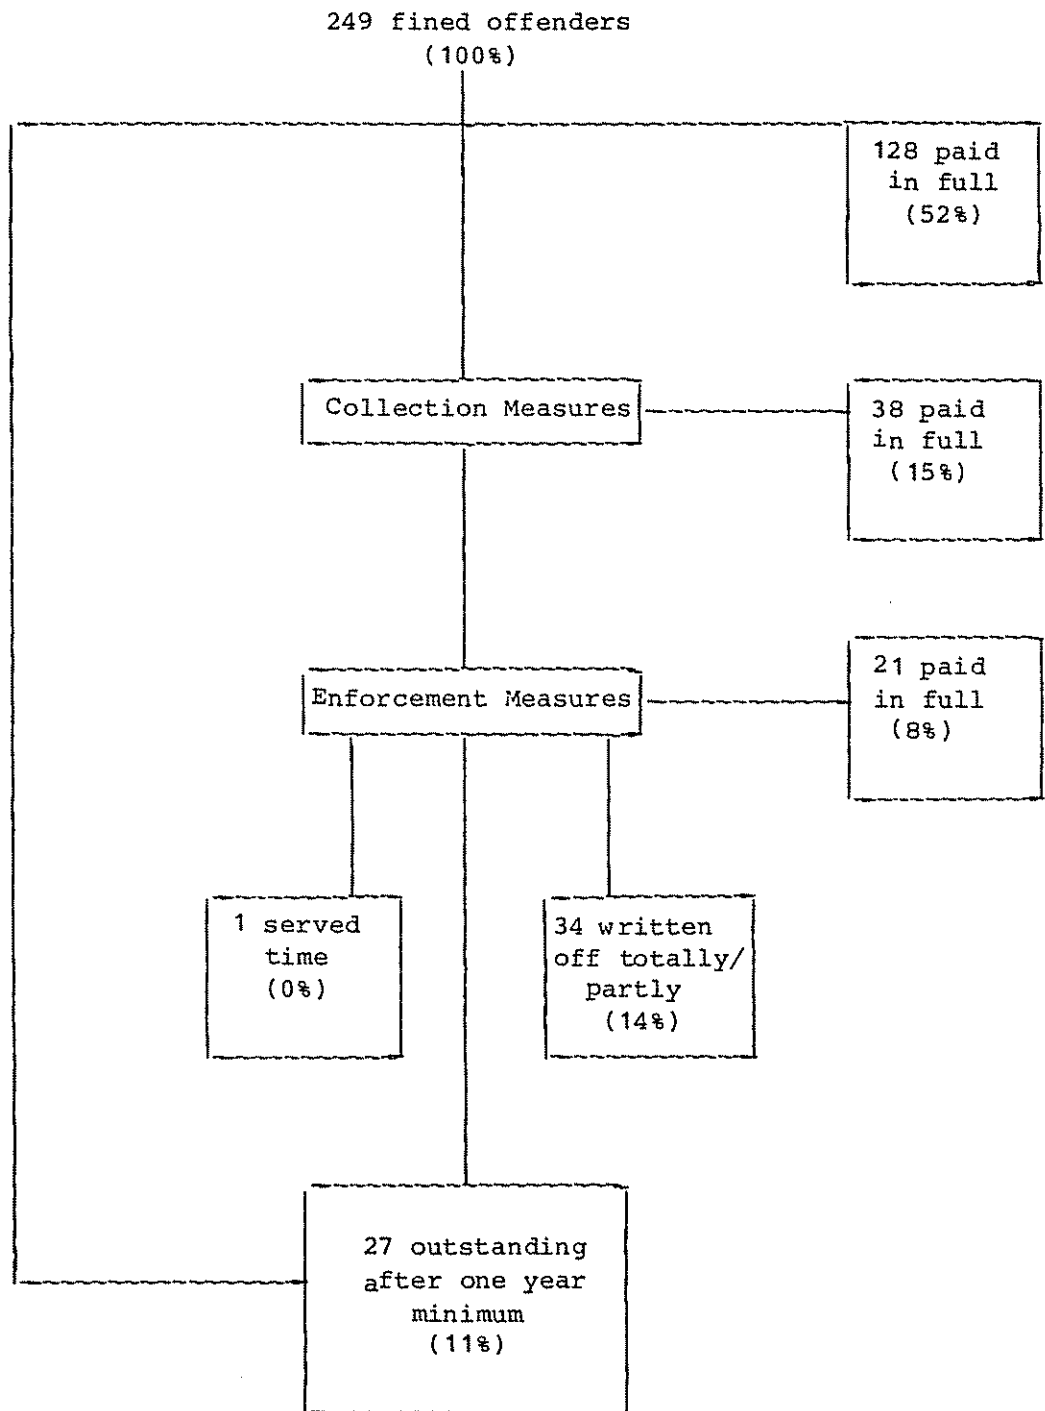 249 fined offenders
(100%)
128 paid
in full
(52%)
Collection Measures
38 paid
in full
(15%)
Enforcement Measures
21 paid
in full
(8%)
1 served
time
(0%)
34 written
off totally/
partly
(14%)
27 outstanding
after one year
minimum
(11%)